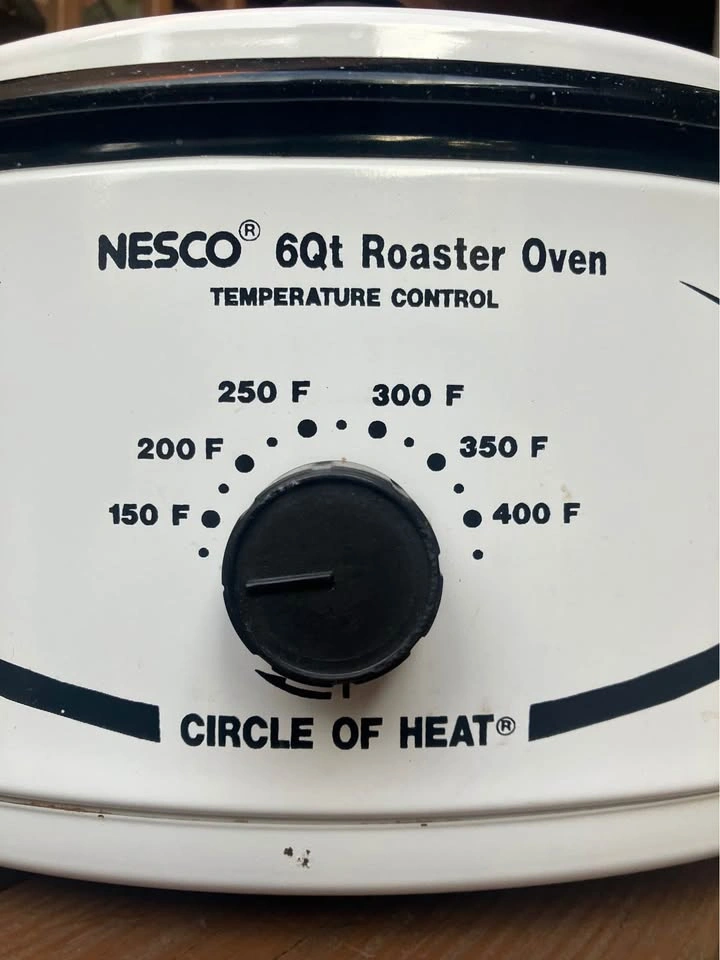 NESCO® 6Qt Roaster Oven
TEMPERATURE CONTROL
250 F 300 F
200 F 350 F
150 F 400 F
CIRCLE OF HEAT®